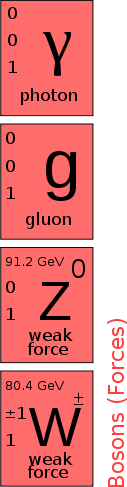 0
0
1
γ
photon
0
0
1
g
gluon
91.2 GeV
0
0
1
Z
weak
force
80.4 GeV
±
±1
1
W
weak
force
Bosons (Forces)